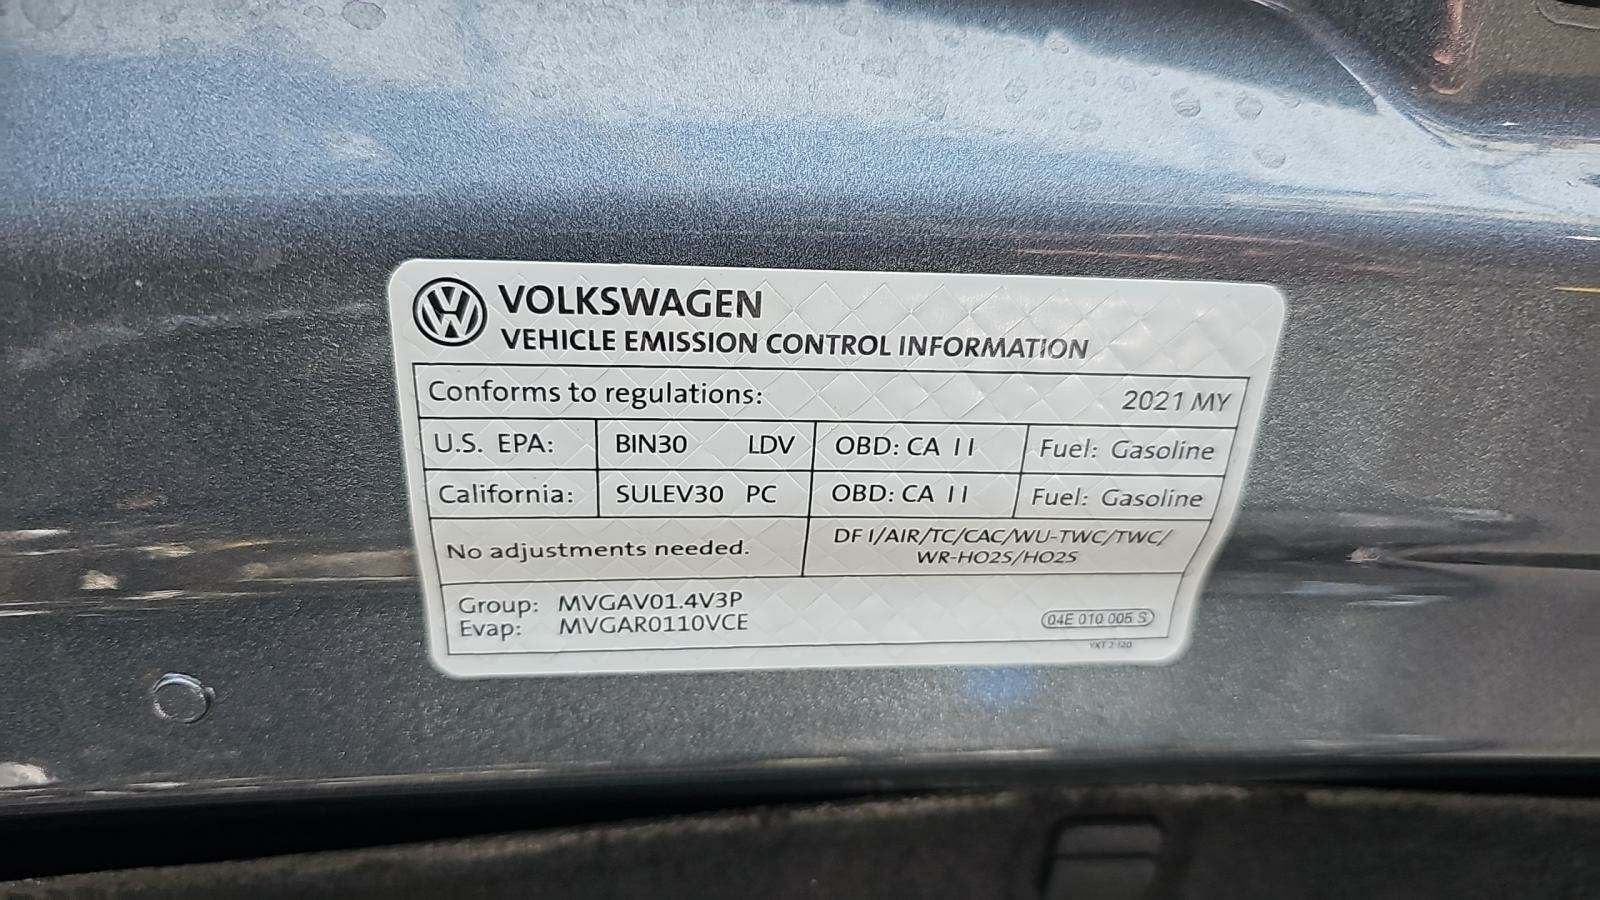 VOLKSWAGEN
VEHICLE EMISSION CONTROL INFORMATION
Conforms to regulations: 2021 MY
U.S. EPA: BIN30 LDV OBD: CA II Fuel: Gasoline
California: SULEV30 PC OBD: CA II Fuel: Gasoline
No adjustments needed. DFI/AIR/TC/CAC/WU-TWC/TWC/
WR-HO2S/HO2S
Group: MVGAV01.4V3P
Evap: MVGAR0110VCE
04E 010 005 S